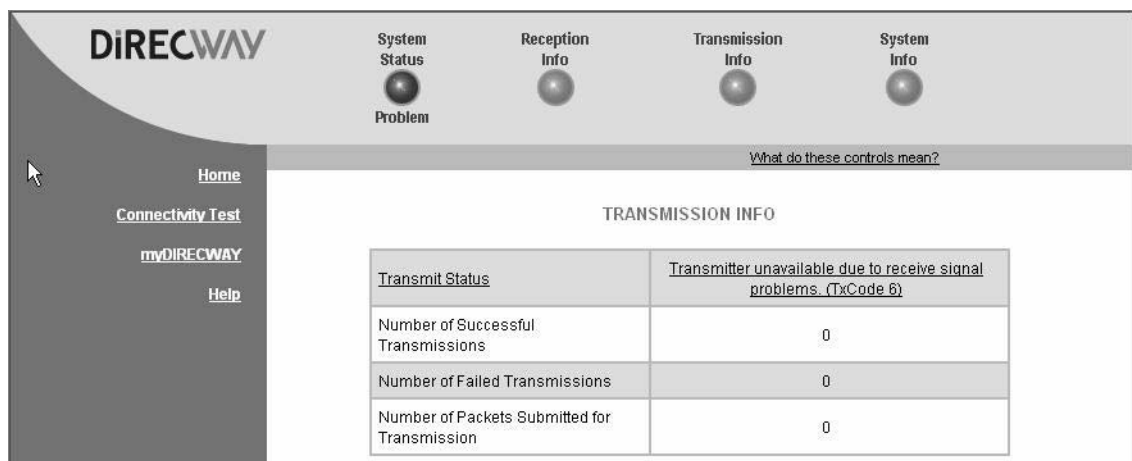 DiRECWAY
System
Status
Problem
Reception
Info
Transmission
Info
System
Info
What do these controls mean?
Home
Connectivity Test
myDIRECWAY
Help
TRANSMISSION INFO
Transmit Status
Transmitter unavailable due to receive signal
problems. (TxCode 6)
Number of Successful
Transmissions
0
Number of Failed Transmissions
0
Number of Packets Submitted for
Transmission
0